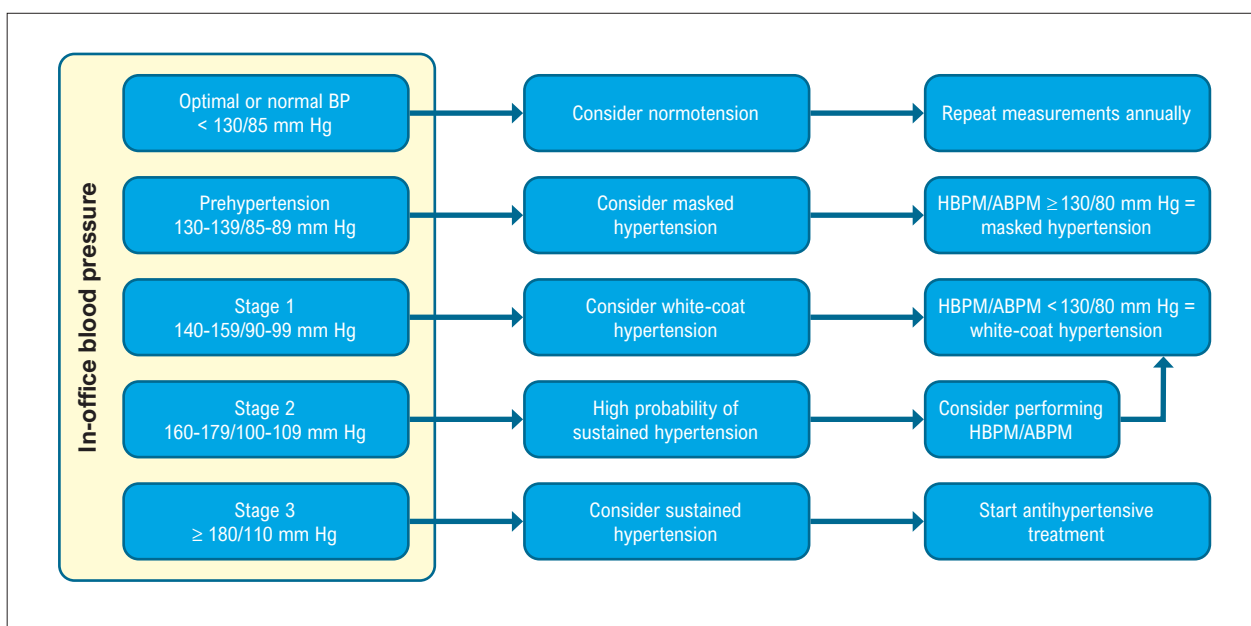 In-office blood pressure
Optimal or normal BP
< 130/85 mm Hg
Consider normotension
Repeat measurements annually
Prehypertension
130-139/85-89 mm Hg
Consider masked
hypertension
HBPM/ABPM ≥ 130/80 mm Hg =
masked hypertension
Stage 1
140-159/90-99 mm Hg
Consider white-coat
hypertension
HBPM/ABPM < 130/80 mm Hg =
white-coat hypertension
Stage 2
160-179/100-109 mm Hg
High probability of
sustained hypertension
Consider performing
HBPM/ABPM
Stage 3
≥ 180/110 mm Hg
Consider sustained
hypertension
Start antihypertensive
treatment